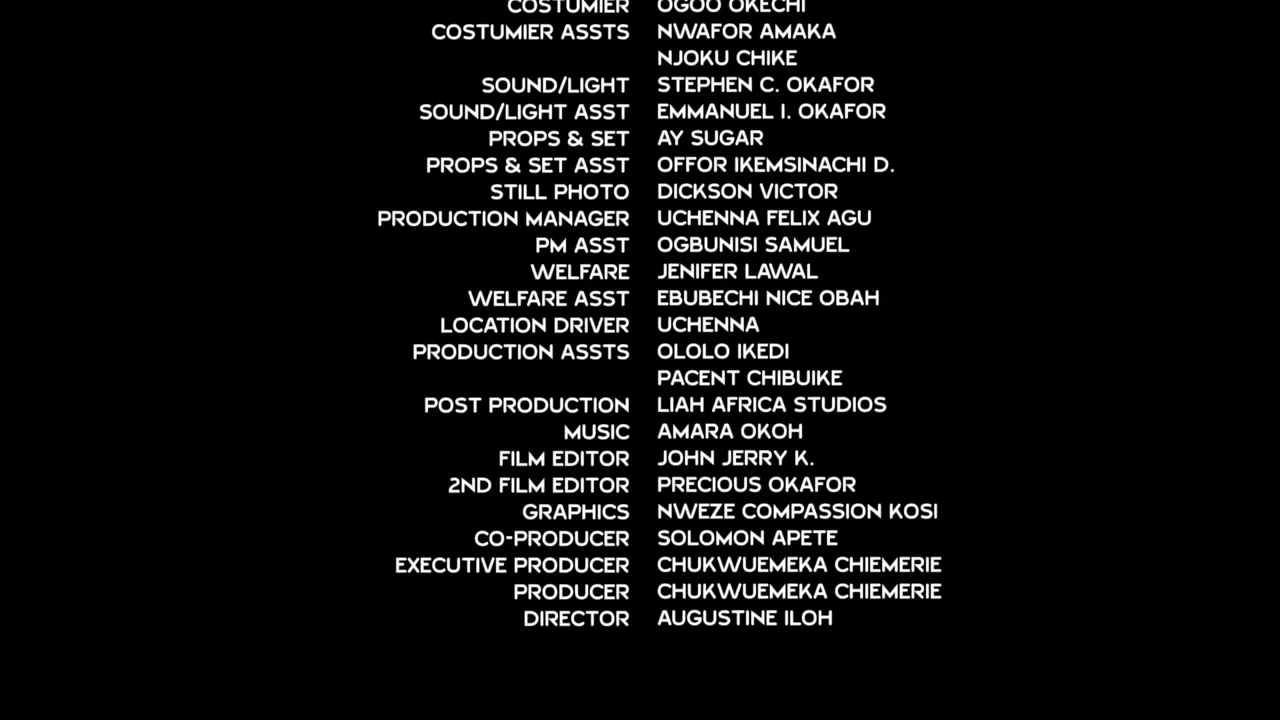 COSTUMIER OGOO OKECHI
COSTUMIER ASSTS NWAFOR AMAKA
NJOKU CHIKE
SOUND/LIGHT STEPHEN C. OKAFOR
SOUND/LIGHT ASST EMMANUEL I. OKAFOR
PROPS & SET AY SUGAR
PROPS & SET ASST OFFOR IKEMSINACHI D.
STILL PHOTO DICKSON VICTOR
PRODUCTION MANAGER UCHENNA FELIX AGU
PM ASST OGBUNISI SAMUEL
WELFARE JENIFER LAWAL
WELFARE ASST EBUBECHI NICE OBAH
LOCATION DRIVER UCHENNA
PRODUCTION ASSTS OLOLO IKEDI
PACENT CHIBUIKE
POST PRODUCTION LIAH AFRICA STUDIOS
MUSIC AMARA OKOH
FILM EDITOR JOHN JERRY K.
2ND FILM EDITOR PRECIOUS OKAFOR
GRAPHICS NWEZE COMPASSION KOSI
CO-PRODUCER SOLOMON APETE
EXECUTIVE PRODUCER CHUKWUEMEKA CHIEMERIE
PRODUCER CHUKWUEMEKA CHIEMERIE
DIRECTOR AUGUSTINE ILOH